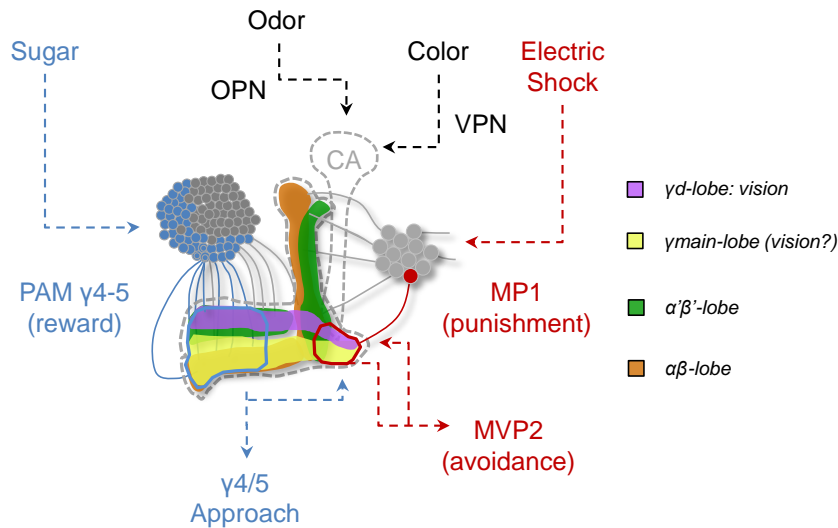 Odor
Sugar
Color
Electric
Shock
OPN
VPN
CA
γd-lobe: vision
γmain-lobe (vision?)
α'β'-lobe
αβ-lobe
PAM γ4-5
(reward)
MP1
(punishment)
MVP2
(avoidance)
γ4/5
Approach